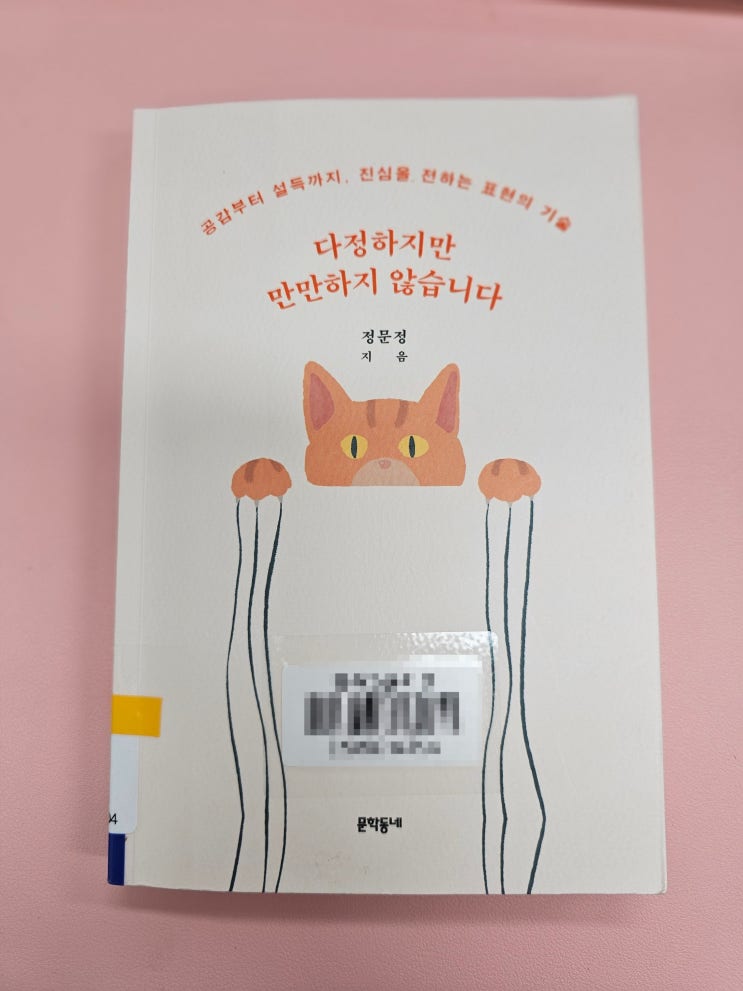 공감부터 설득까지, 진심을 전하는 표현의 기술
다정하지만
만만하지 않습니다
정문정
지음
04
문학동네